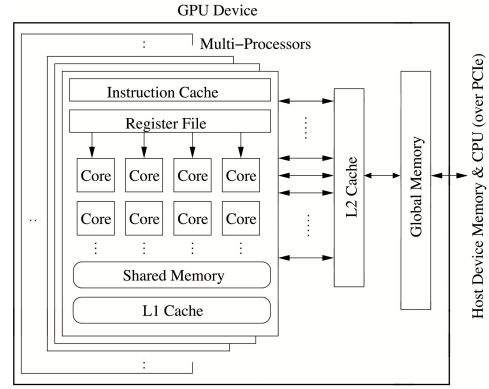 GPU Device
Multi−Processors
Instruction Cache
Register File
Core Core Core Core
Core Core Core Core
Shared Memory
L1 Cache
L2 Cache
Global Memory
Host Device Memory & CPU (over PCIe)